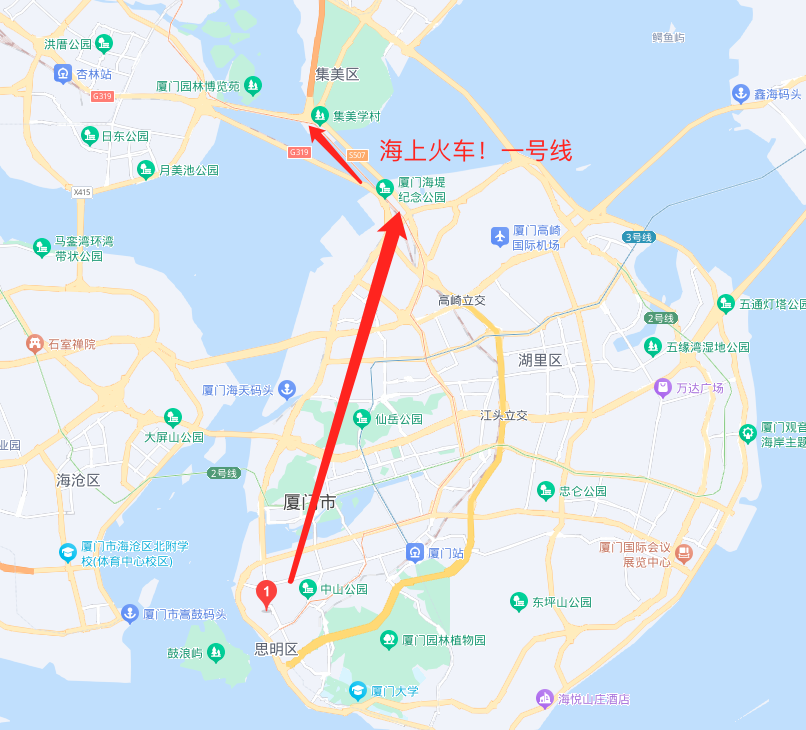 洪厝公园
集美区
鳄鱼屿
杏林站
厦门园林博览苑
鑫海码头
G319
集美学村
日东公园
G319
S507
海上火车！一号线
月美池公园
厦门海堤
纪念公园
X415
马銮湾环湾
带状公园
厦门高崎
国际机场
3号线
高崎立交
五通灯塔公园
2号线
石室禅院
五缘湾湿地公园
湖里区
厦门海天码头
万达广场
仙岳公园
江头立交
大屏山公园
厦门观音
海岸主题
业园
海沧区
2号线
忠仑公园
厦门市
厦门市海沧区北附学
校(体育中心校区)
厦门站
厦门国际会议
展览中心
1
中山公园
东坪山公园
厦门市嵩鼓码头
思明区
厦门园林植物园
鼓浪屿
厦门大学
海悦山庄酒店